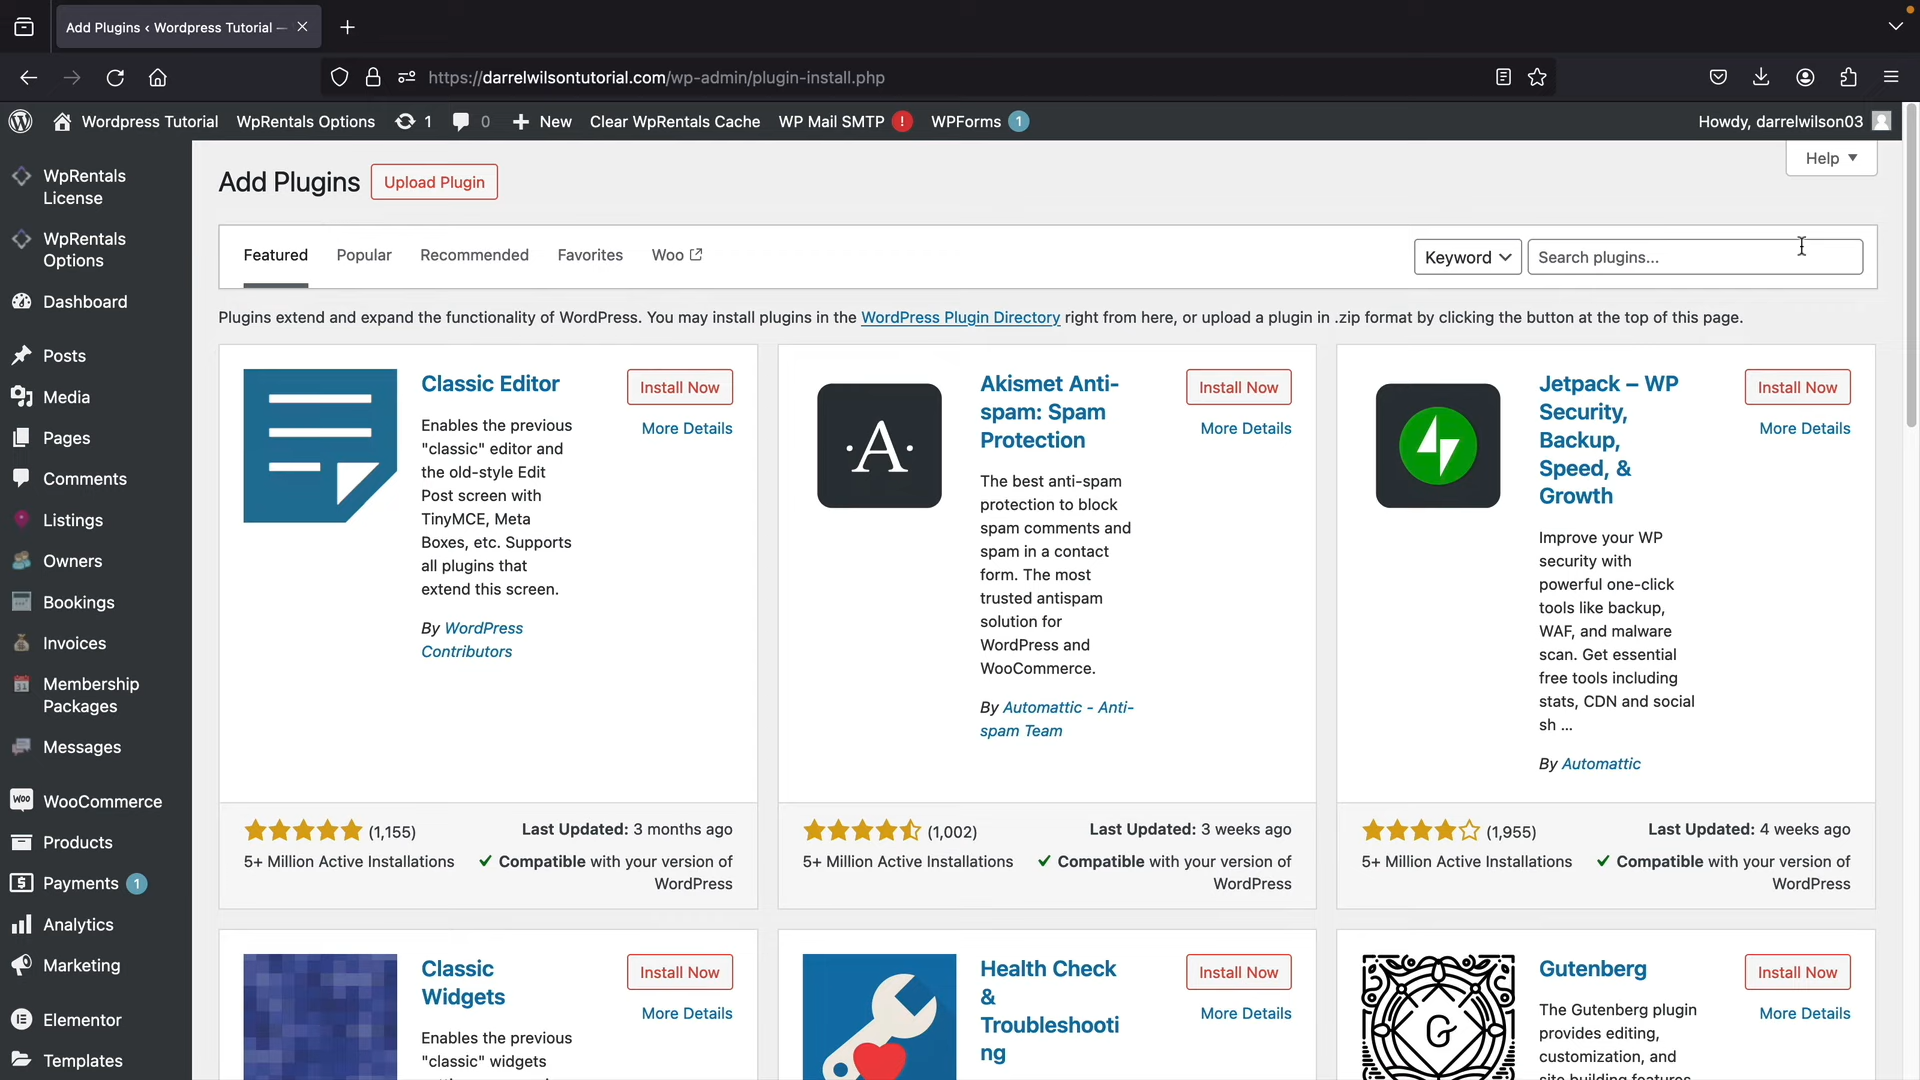 Add Plugins ‹ Wordpress Tutorial —
https://darrelwilsontutorial.com/wp-admin/plugin-install.php
Wordpress Tutorial
WpRentals Options
1
0
New
Clear WpRentals Cache
WP Mail SMTP
!
WPForms
1
Howdy, darrelwilson03
WpRentals
License
WpRentals
Options
Dashboard
Posts
Media
Pages
Comments
Listings
Owners
Bookings
Invoices
Membership
Packages
Messages
WooCommerce
Products
Payments 1
Analytics
Marketing
Elementor
Templates
Help
Add Plugins
Upload Plugin
Featured
Popular
Recommended
Favorites
Woo
Keyword
Search plugins...
Plugins extend and expand the functionality of WordPress. You may install plugins in the WordPress Plugin Directory right from here, or upload a plugin in .zip format by clicking the button at the top of this page.
Classic Editor
Install Now
More Details
Enables the previous
"classic" editor and
the old-style Edit
Post screen with
TinyMCE, Meta
Boxes, etc. Supports
all plugins that
extend this screen.
By WordPress
Contributors
(1,155)
Last Updated: 3 months ago
5+ Million Active Installations
Compatible with your version of
WordPress
A
Akismet Anti-
spam: Spam
Protection
Install Now
More Details
The best anti-spam
protection to block
spam comments and
spam in a contact
form. The most
trusted antispam
solution for
WordPress and
WooCommerce.
By Automattic - Anti-
spam Team
(1,002)
Last Updated: 3 weeks ago
5+ Million Active Installations
Compatible with your version of
WordPress
Jetpack – WP
Security,
Backup,
Speed, &
Growth
Install Now
More Details
Improve your WP
security with
powerful one-click
tools like backup,
WAF, and malware
scan. Get essential
free tools including
stats, CDN and social
sh ...
By Automattic
(1,955)
Last Updated: 4 weeks ago
5+ Million Active Installations
Compatible with your version of
WordPress
Classic
Widgets
Install Now
More Details
Enables the previous
"classic" widgets
Health Check
&
Troubleshooti
ng
Install Now
More Details
G
Gutenberg
Install Now
More Details
The Gutenberg plugin
provides editing,
customization, and
site building features